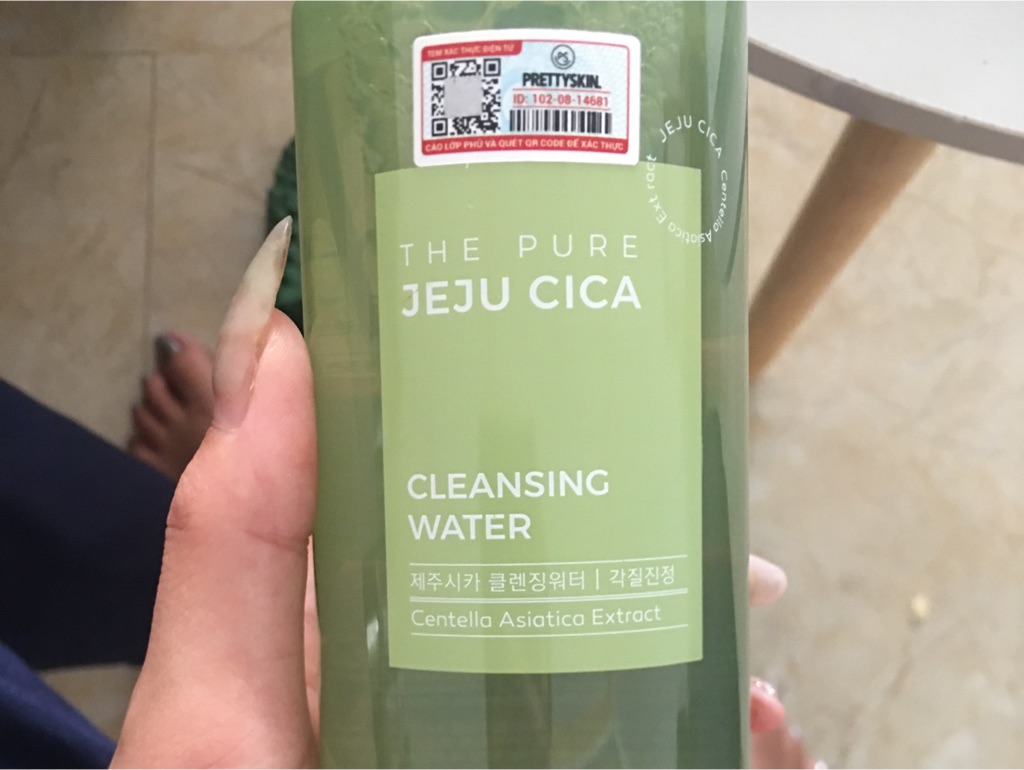 TEM XÁC THỰC ĐIỆN TỬ
PRETTYSKIN.
ID: 102-08-14681
CÀO LỚP PHỦ VÀ QUÉT QR CODE ĐỂ XÁC THỰC
JEJU CICA Centella Asiatica Extract
THE PURE
JEJU CICA
CLEANSING
WATER
제주시카 클렌징워터 | 각질진정
Centella Asiatica Extract